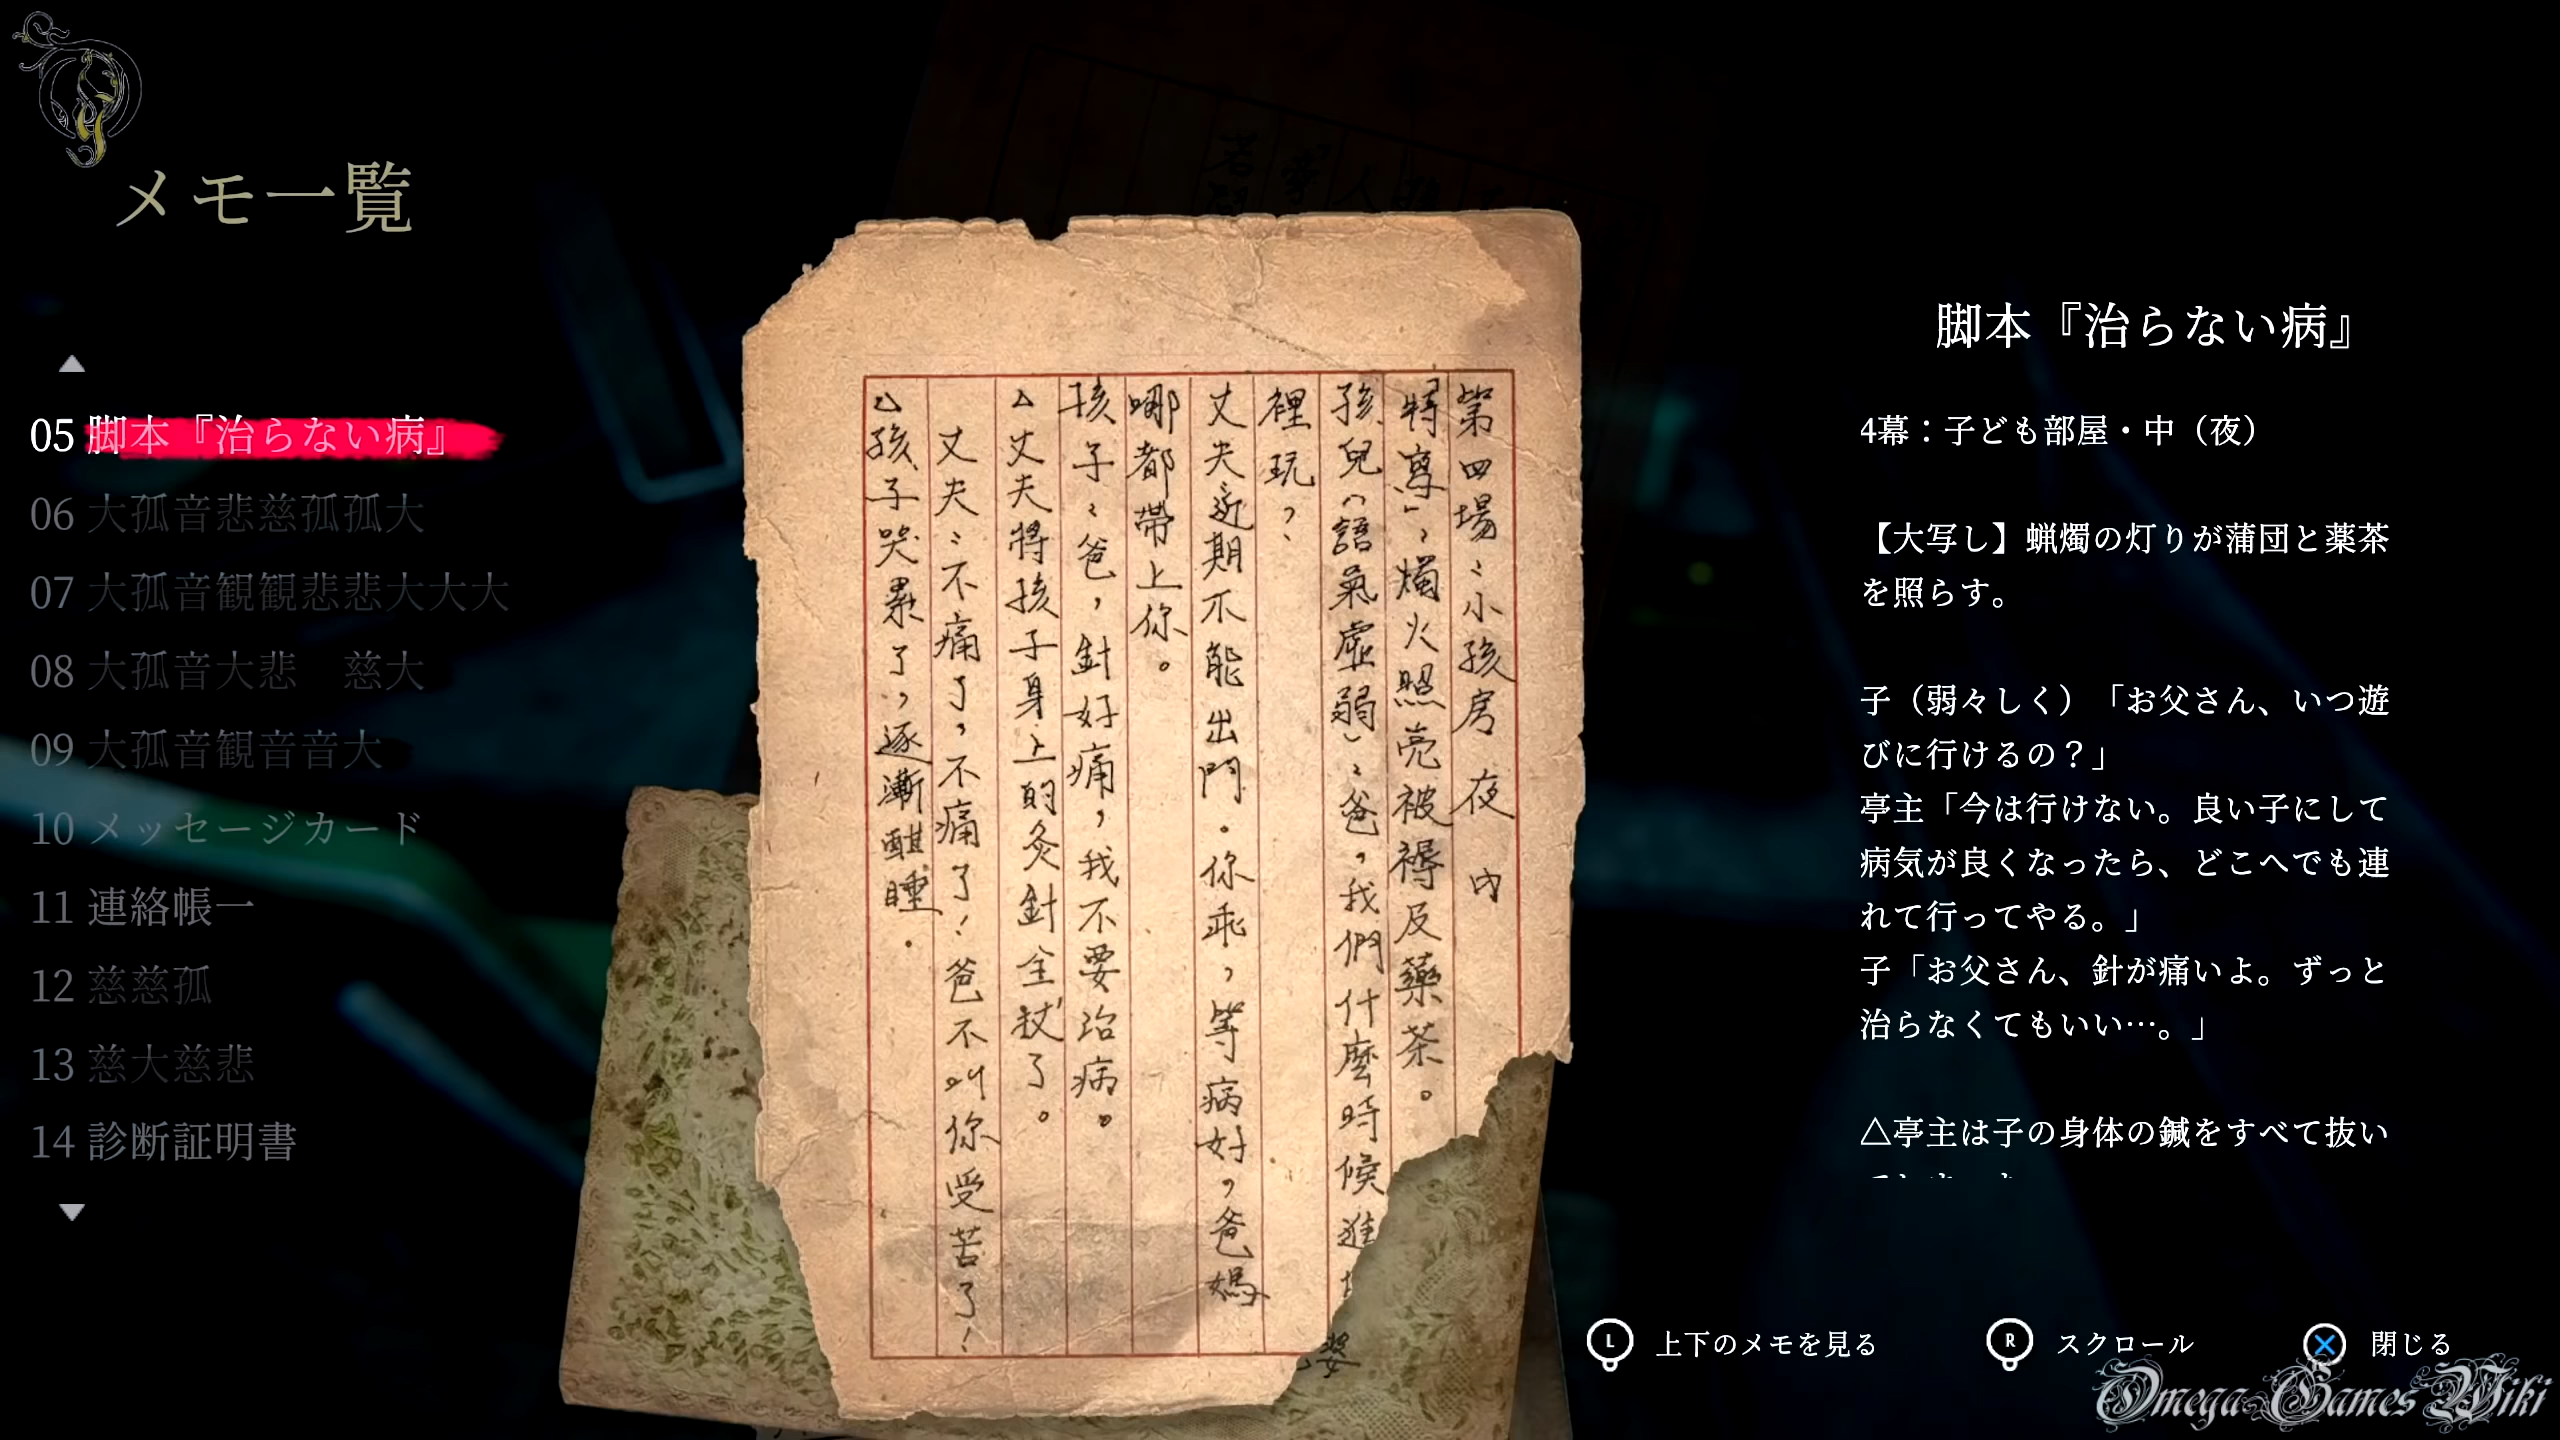 メモ一覧
05 脚本『治らない病』
06 大孤音悲慈孤孤大
07 大孤音観観悲悲大大大
08 大孤音大悲　慈大
09 大孤音観音音大
10 メッセージカード
11 連絡帳一
12 慈慈孤
13 慈大慈悲
14 診断証明書
第四場：小孩房 夜 內
「特寫」，燭火照亮被褥及藥茶。
孩兒（語氣虛弱）：爸，我們什麼時候進
裡玩？
丈夫：近期不能出門。你乖，等病好，爸媽
哪都帶上你。
孩子：爸，針好痛，我不要治病。
△丈夫將孩子身上的灸針全拔了。
丈夫：不痛了，不痛了！爸不叫你受苦了！
△孩子哭累了，逐漸酣睡。
脚本『治らない病』
4幕：子ども部屋・中（夜）
【大写し】蝋燭の灯りが蒲団と薬茶
を照らす。
子（弱々しく）「お父さん、いつ遊
びに行けるの？」
亭主「今は行けない。良い子にして
病気が良くなったら、どこへでも連
れて行ってやる。」
子「お父さん、針が痛いよ。ずっと
治らなくてもいい…。」
△亭主は子の身体の鍼をすべて抜い
L 上下のメモを見る
R スクロール
閉じる
Omega Games Wiki